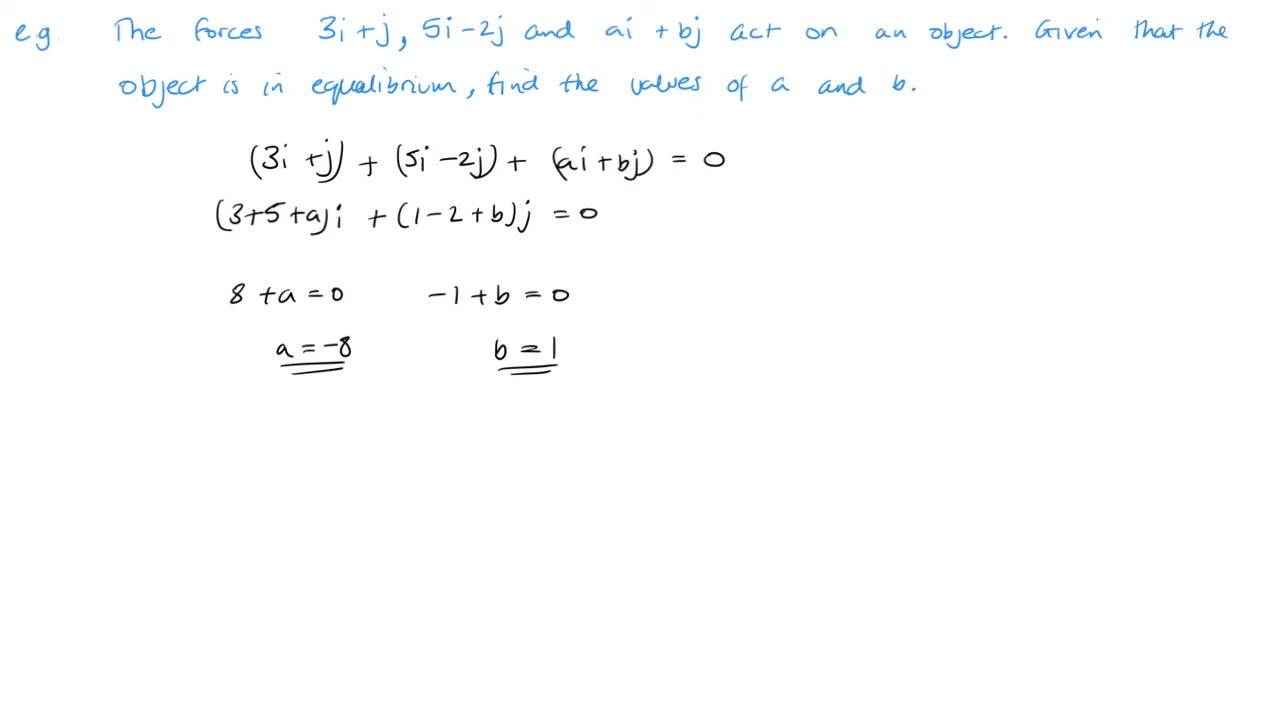 e.g. The forces 3i + j, 5i - 2j and ai + bj act on an object. Given that the
object is in equalibrium, find the values of a and b.
(3i + j) + (5i - 2j) + (ai + bj) = 0
(3+5+a)i + (1-2+b)j = 0
8 + a = 0 -1 + b = 0
a = -8 b = 1